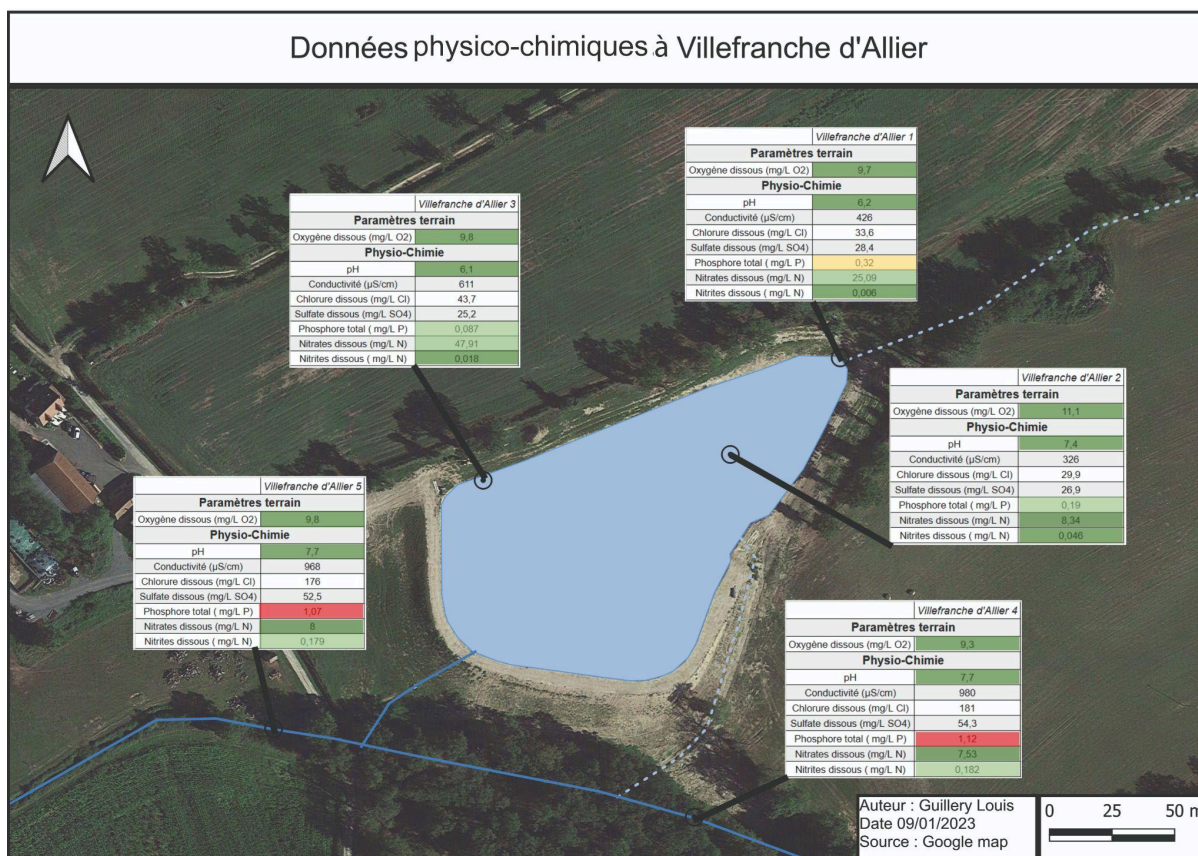 Données physico-chimiques à Villefranche d'Allier
Villefranche d'Allier 1
Paramètres terrain
Oxygène dissous (mg/L O2) 9,7
Physio-Chimie
pH 6,2
Conductivité (µS/cm) 426
Chlorure dissous (mg/L Cl) 33,6
Sulfate dissous (mg/L SO4) 28,4
Phosphore total ( mg/L P) 0,32
Nitrates dissous (mg/L N) 25,09
Nitrites dissous ( mg/L N) 0,006
Villefranche d'Allier 3
Paramètres terrain
Oxygène dissous (mg/L O2) 9,8
Physio-Chimie
pH 6,1
Conductivité (µS/cm) 611
Chlorure dissous (mg/L Cl) 43,7
Sulfate dissous (mg/L SO4) 25,2
Phosphore total ( mg/L P) 0,087
Nitrates dissous (mg/L N) 47,91
Nitrites dissous ( mg/L N) 0,018
Villefranche d'Allier 2
Paramètres terrain
Oxygène dissous (mg/L O2) 11,1
Physio-Chimie
pH 7,4
Conductivité (µS/cm) 326
Chlorure dissous (mg/L Cl) 29,9
Sulfate dissous (mg/L SO4) 26,9
Phosphore total ( mg/L P) 0,19
Nitrates dissous (mg/L N) 8,34
Nitrites dissous ( mg/L N) 0,046
Villefranche d'Allier 5
Paramètres terrain
Oxygène dissous (mg/L O2) 9,8
Physio-Chimie
pH 7,7
Conductivité (µS/cm) 968
Chlorure dissous (mg/L Cl) 176
Sulfate dissous (mg/L SO4) 52,5
Phosphore total ( mg/L P) 1,07
Nitrates dissous (mg/L N) 8
Nitrites dissous ( mg/L N) 0,179
Villefranche d'Allier 4
Paramètres terrain
Oxygène dissous (mg/L O2) 9,3
Physio-Chimie
pH 7,7
Conductivité (µS/cm) 980
Chlorure dissous (mg/L Cl) 181
Sulfate dissous (mg/L SO4) 54,3
Phosphore total ( mg/L P) 1,12
Nitrates dissous (mg/L N) 7,53
Nitrites dissous ( mg/L N) 0,182
Auteur : Guillery Louis
Date 09/01/2023
Source : Google map
0 25 50 m